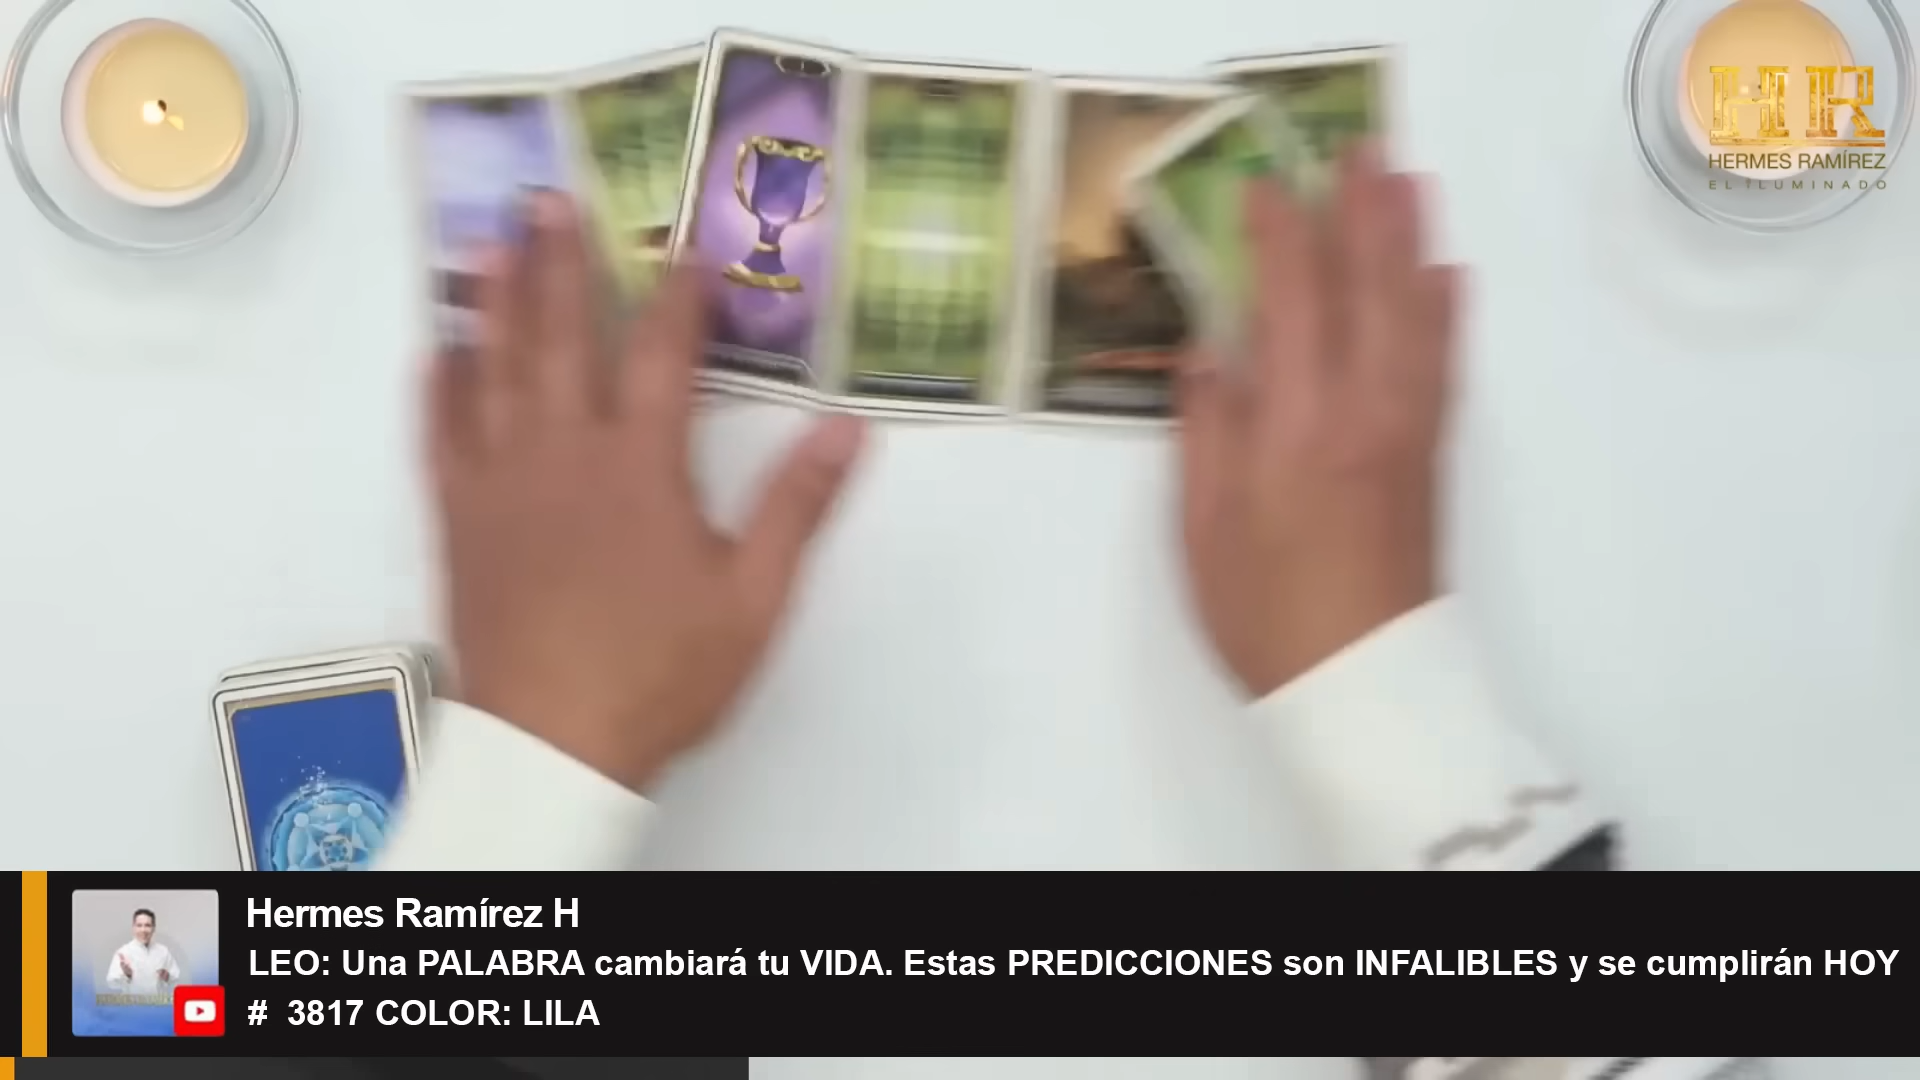 HR
HERMES RAMÍREZ
EL ILUMINADO
Hermes Ramírez H
LEO: Una PALABRA cambiará tu VIDA. Estas PREDICCIONES son INFALIBLES y se cumplirán HOY
# 3817 COLOR: LILA